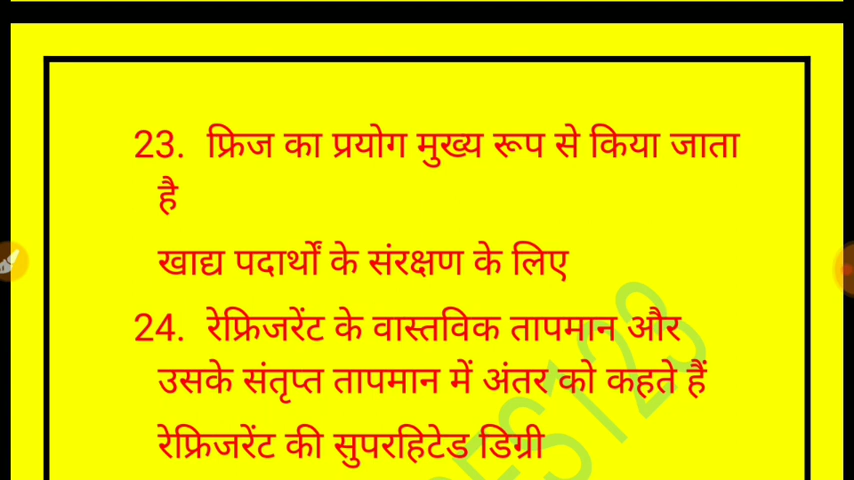 23. फ्रिज का प्रयोग मुख्य रूप से किया जाता
है
खाद्य पदार्थों के संरक्षण के लिए
24. रेफ्रिजरेंट के वास्तविक तापमान और
उसके संतृप्त तापमान में अंतर को कहते हैं
रेफ्रिजरेंट की सुपरहिटेड डिग्री